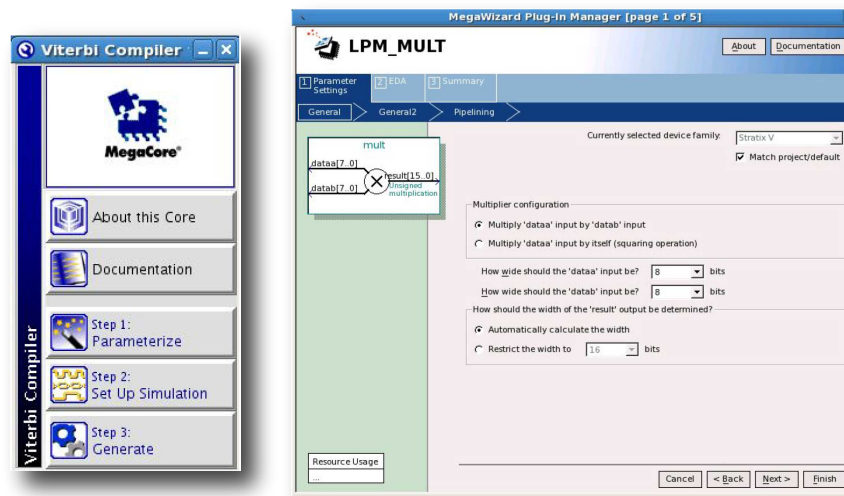 Viterbi Compiler
MegaCore®
About this Core
Documentation
Step 1:
Parameterize
Step 2:
Set Up Simulation
Step 3:
Generate
Viterbi Compiler
MegaWizard Plug-In Manager [page 1 of 5]
LPM_MULT
About Documentation
1 Parameter Settings
2 EDA
3 Summary
General General2 Pipelining
mult
dataa[7..0]
result[15..0]
datab[7..0]
Unsigned
multiplication
Currently selected device family: Stratix V
Match project/default
Multiplier configuration
Multiply 'dataa' input by 'datab' input
Multiply 'dataa' input by itself (squaring operation)
How wide should the 'dataa' input be? 8 bits
How wide should the 'datab' input be? 8 bits
How should the width of the 'result' output be determined?
Automatically calculate the width
Restrict the width to 16 bits
Resource Usage
...
Cancel < Back Next > Finish